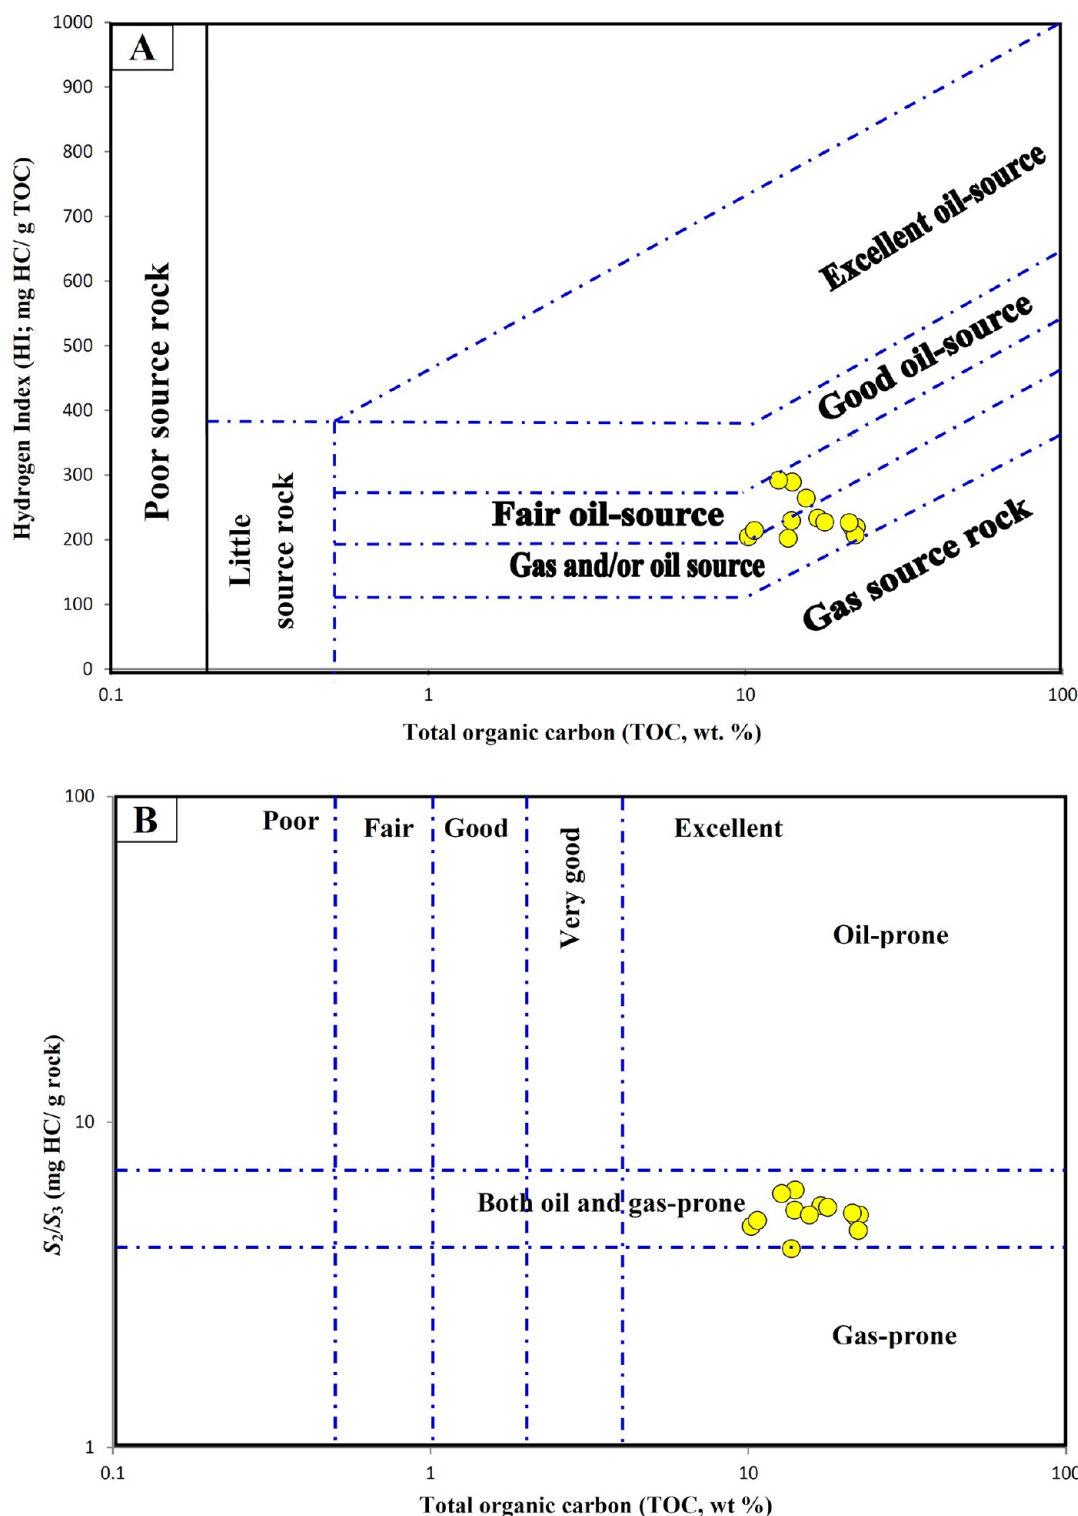 A
1000
900
800
700
600
500
400
300
200
100
0
Hydrogen Index (HI; mg HC/ g TOC)
Poor source rock
Little
source rock
Excellent oil-source
Good oil-source
Fair oil-source
Gas and/or oil source
Gas source rock
0.1
1
10
100
Total organic carbon (TOC, wt. %)
B
100
10
1
S2/S3 (mg HC/ g rock)
Poor
Fair
Good
Very good
Excellent
Oil-prone
Both oil and gas-prone
Gas-prone
0.1
1
10
100
Total organic carbon (TOC, wt %)